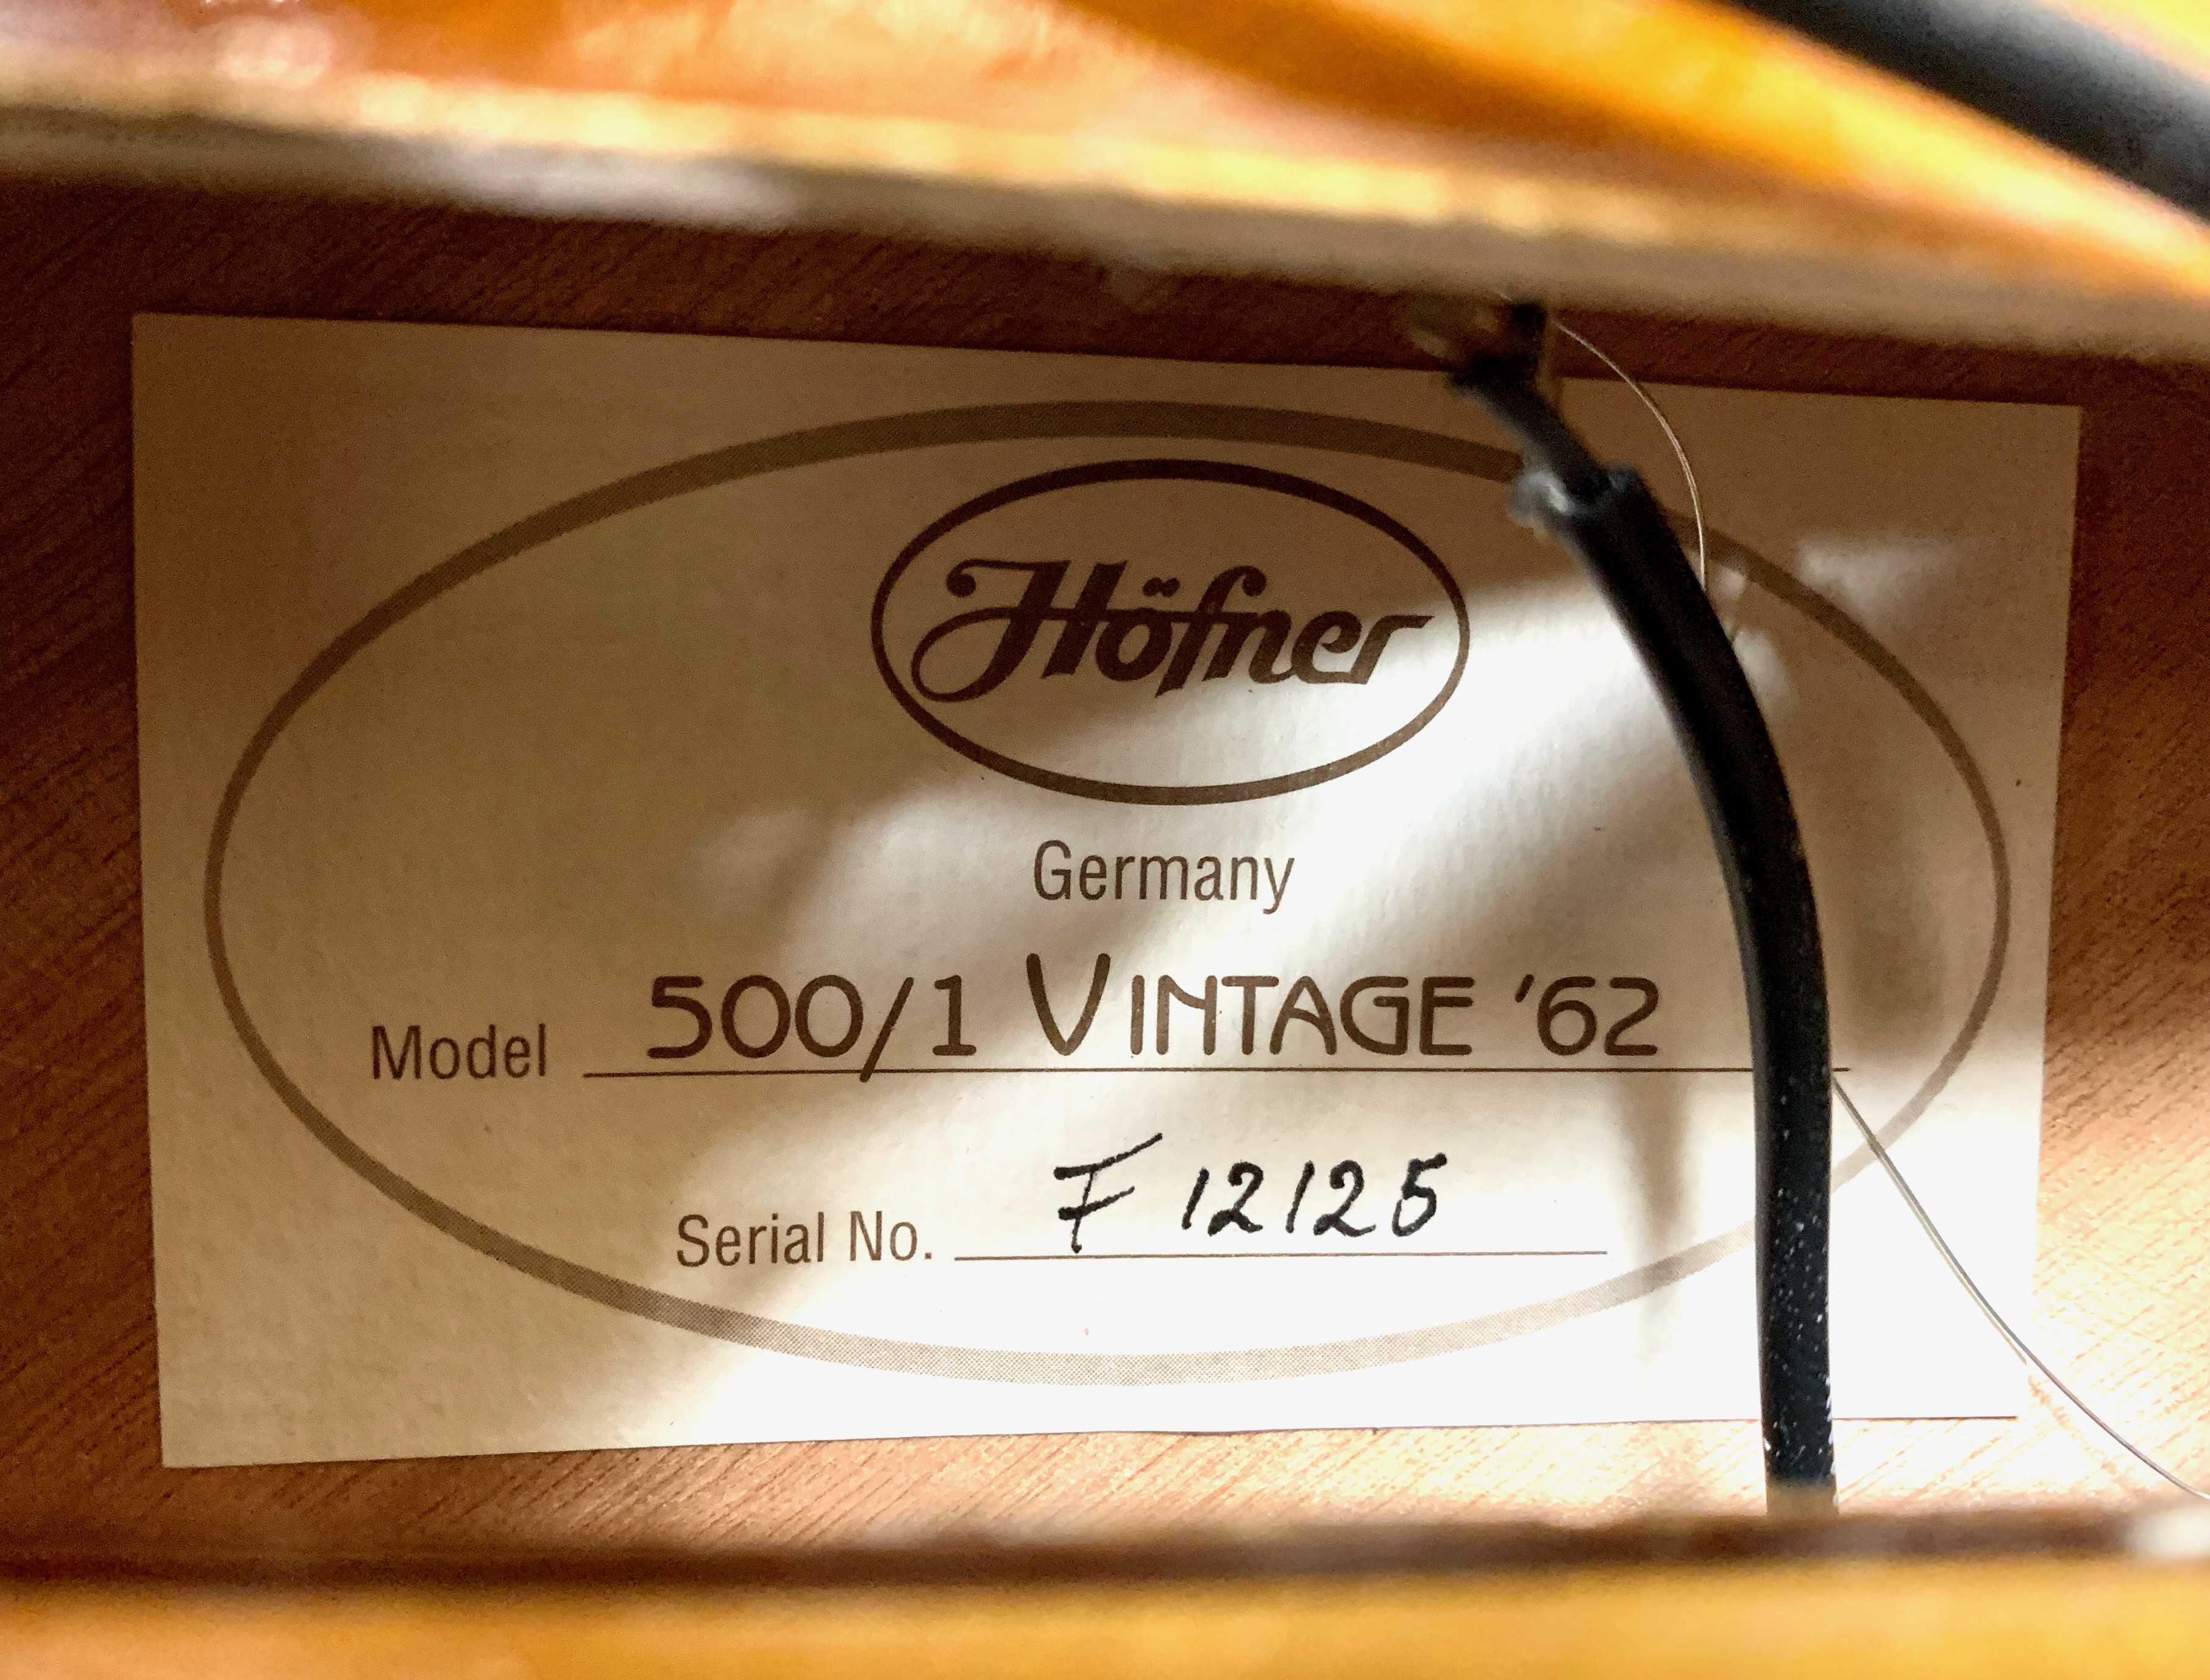 Höfner
Germany
Model 500/1 VINTAGE '62
Serial No. F 12125